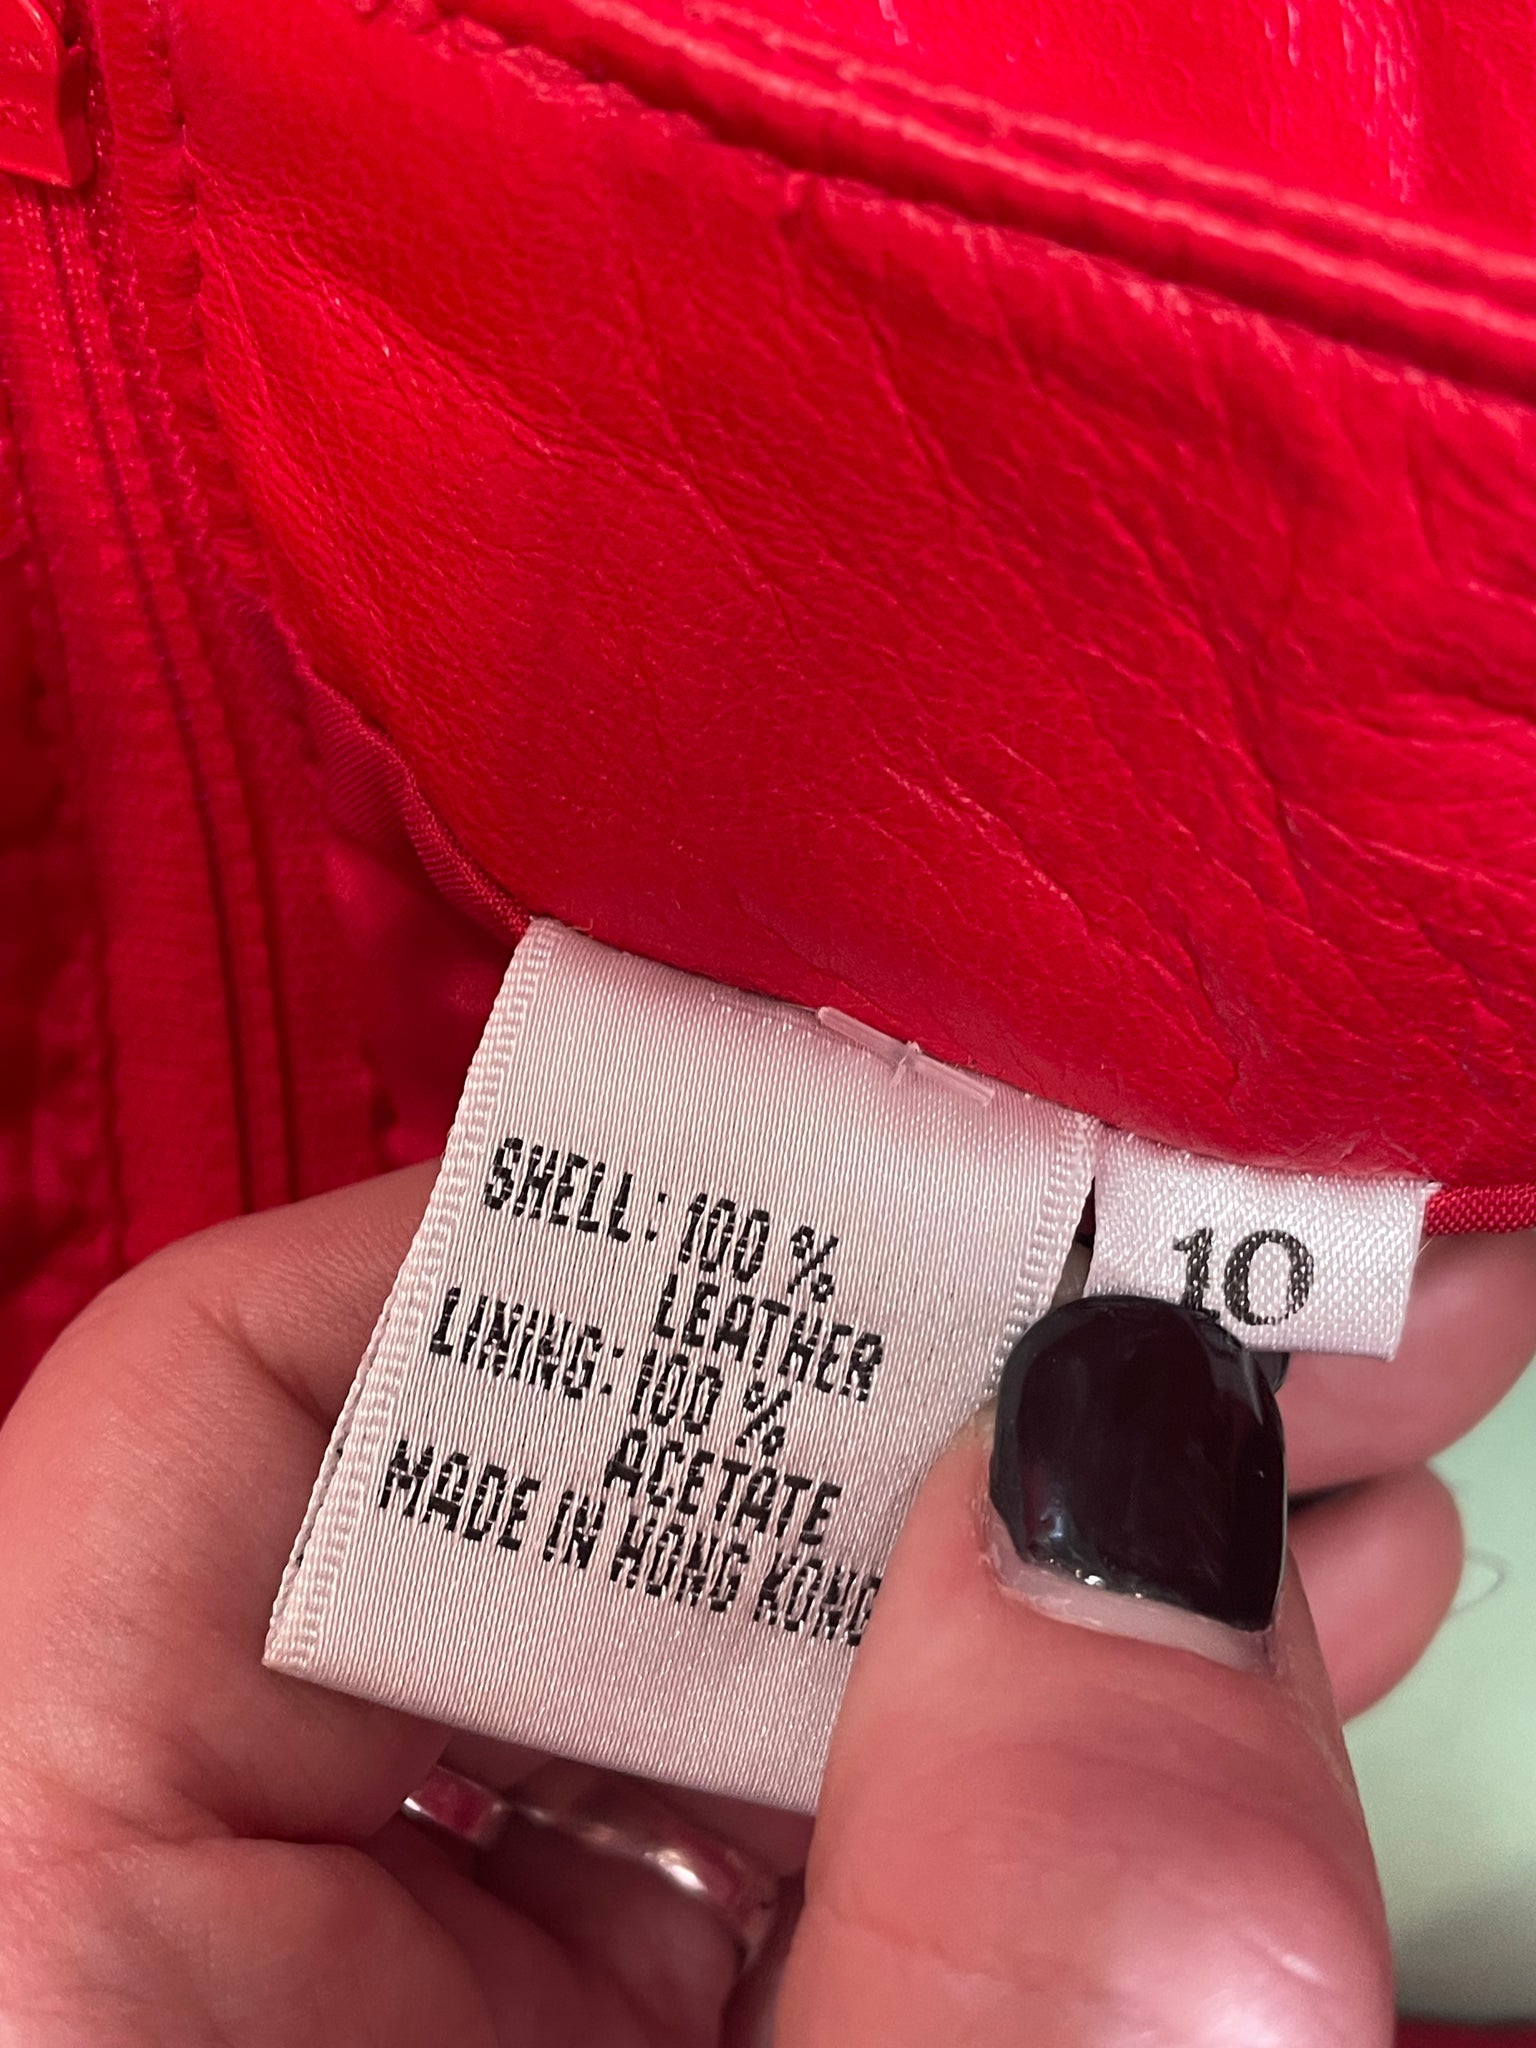 SHELL: 100 %
LEATHER
LINING: 100 %
ACETATE
MADE IN HONG KONG
10